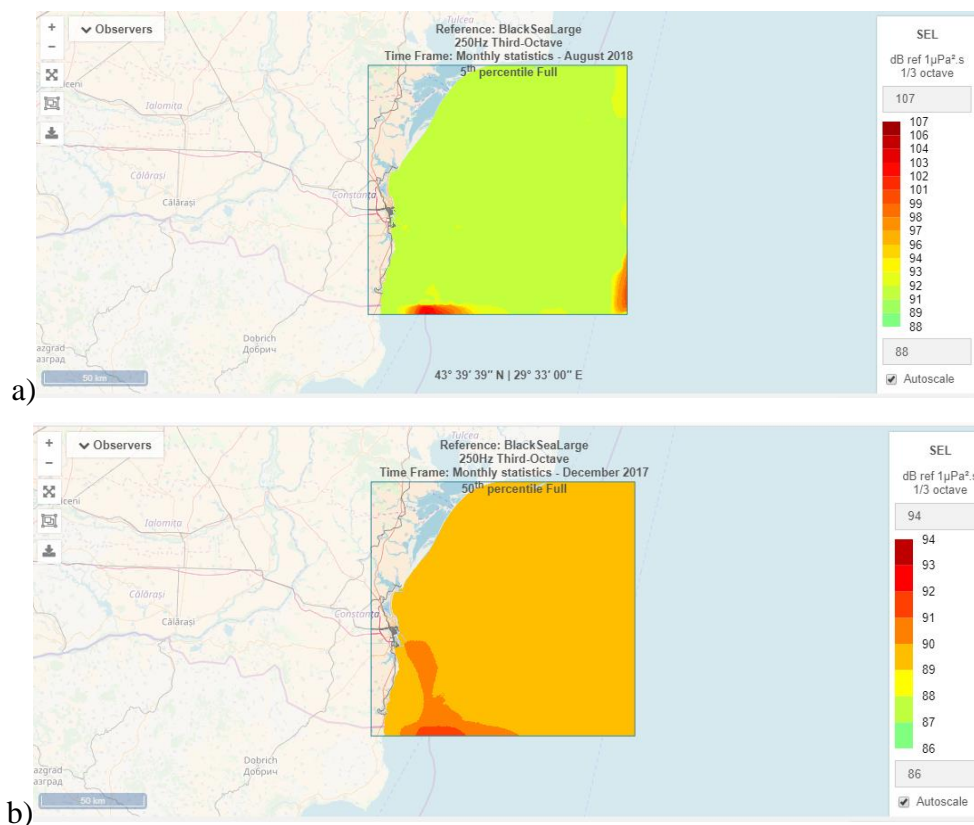 +
−
Observers
Tulcea
Reference: BlackSeaLarge
250Hz Third-Octave
Time Frame: Monthly statistics - August 2018
5th percentile Full
Ialomița
Călărași
Călărași
Constanța
Dobrich
Добрич
азград
50 km
43° 39' 39'' N | 29° 33' 00'' E
SEL
dB ref 1µPa².s
1/3 octave
107
107
106
104
103
102
101
99
98
97
96
94
93
92
91
89
88
88
Autoscale
a)
+
−
Observers
Tulcea
Reference: BlackSeaLarge
250Hz Third-Octave
Time Frame: Monthly statistics - December 2017
50th percentile Full
Ialomița
Călărași
Călărași
Constanța
Dobrich
Добрич
50 km
SEL
dB ref 1µPa².s
1/3 octave
94
94
93
92
91
90
89
88
87
86
86
Autoscale
b)